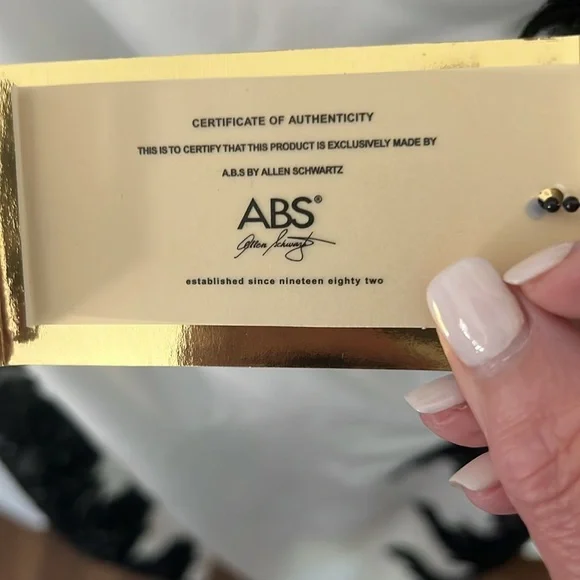 CERTIFICATE OF AUTHENTICITY
THIS IS TO CERTIFY THAT THIS PRODUCT IS EXCLUSIVELY MADE BY
A.B.S BY ALLEN SCHWARTZ
ABS®
Allen Schwartz
established since nineteen eighty two